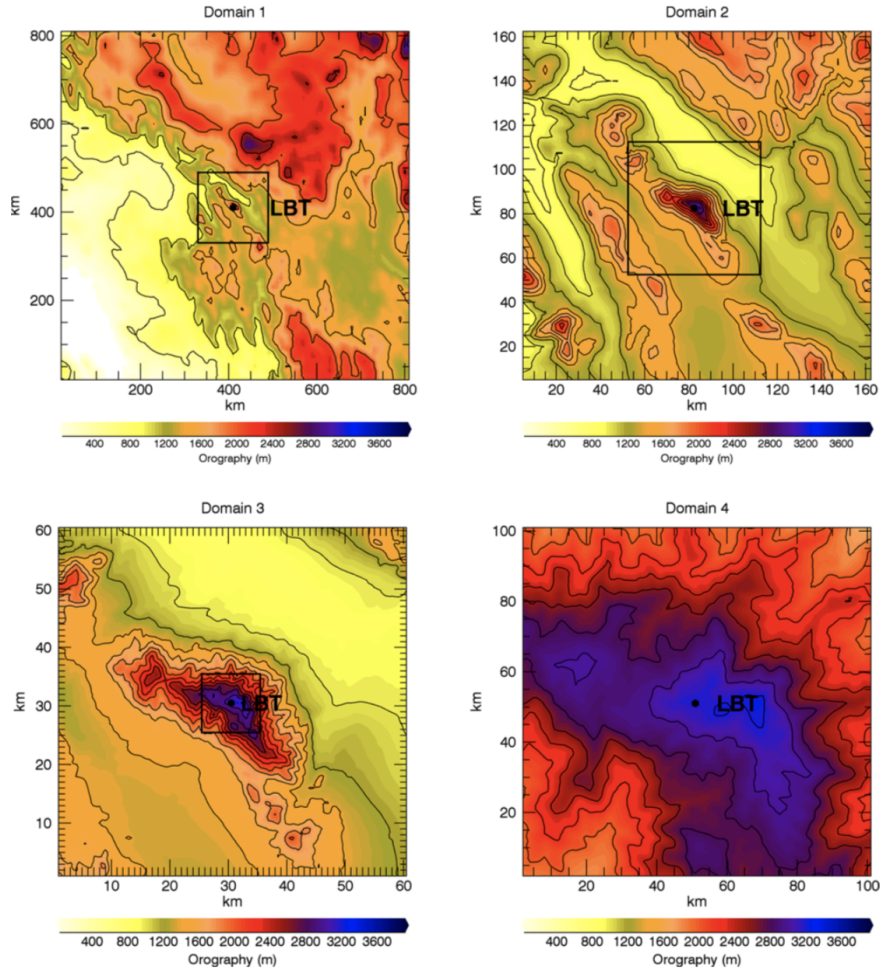 Domain 1
800
600
km
400
200
LBT
200 400 600 800
km
400 800 1200 1600 2000 2400 2800 3200 3600
Orography (m)
Domain 2
160
140
120
100
km
80
60
40
20
LBT
20 40 60 80 100 120 140 160
km
400 800 1200 1600 2000 2400 2800 3200 3600
Orography (m)
Domain 3
60
50
40
km
30
20
10
LBT
10 20 30 40 50 60
km
400 800 1200 1600 2000 2400 2800 3200 3600
Orography (m)
Domain 4
100
80
60
km
40
20
LBT
20 40 60 80 100
km
400 800 1200 1600 2000 2400 2800 3200 3600
Orography (m)